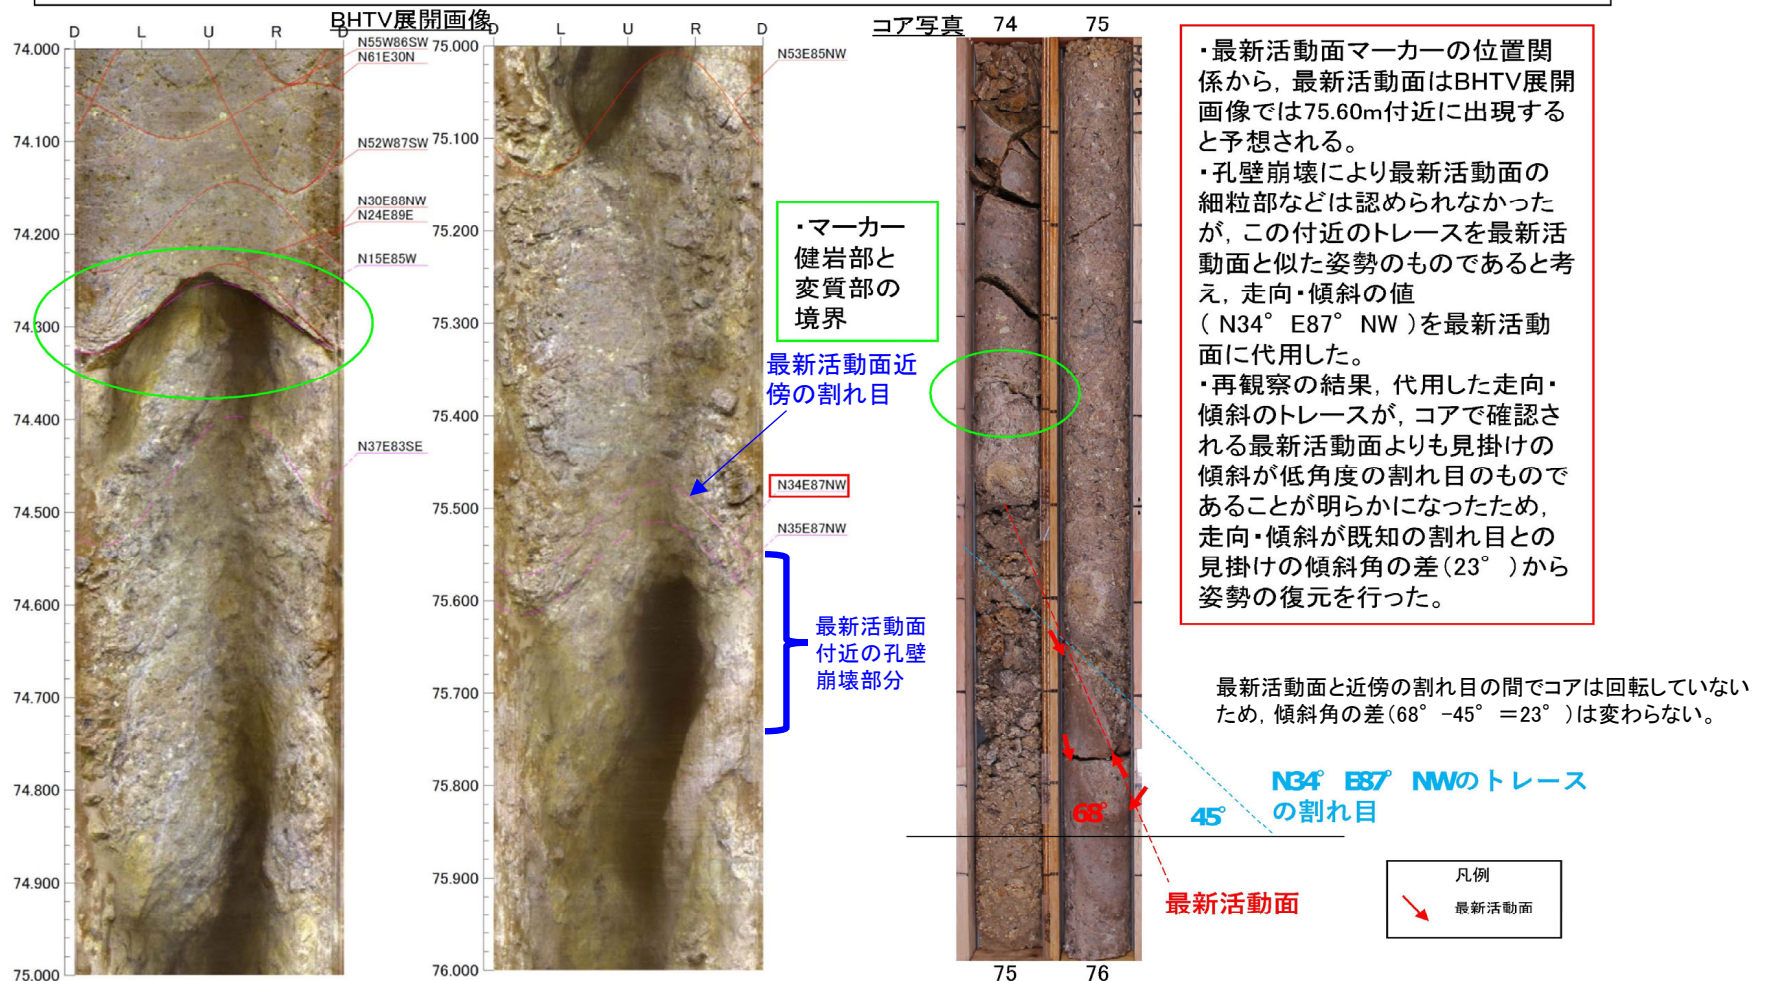 BHTV展開画像
D L U R D
74.000
74.100
74.200
74.300
74.400
74.500
74.600
74.700
74.800
74.900
75.000
N55W86SW
N61E30N
N52W87SW
N30E88NW
N24E89E
N15E85W
N37E83SE
D L U R D
75.000
75.100
75.200
75.300
75.400
75.500
75.600
75.700
75.800
75.900
76.000
N53E85NW
N34E87NW
N35E87NW
・マーカー
健岩部と
変質部の
境界
最新活動面近
傍の割れ目
最新活動面
付近の孔壁
崩壊部分
コア写真
74 75
75 76
68°
45°
N34° E87° NWのトレース
の割れ目
最新活動面
・最新活動面マーカーの位置関
係から，最新活動面はBHTV展開
画像では75.60m付近に出現する
と予想される。
・孔壁崩壊により最新活動面の
細粒部などは認められなかった
が，この付近のトレースを最新活
動面と似た姿勢のものであると考
え，走向・傾斜の値
（ N34° E87° NW ）を最新活動
面に代用した。
・再観察の結果，代用した走向・
傾斜のトレースが，コアで確認さ
れる最新活動面よりも見掛けの
傾斜が低角度の割れ目のもので
あることが明らかになったため，
走向・傾斜が既知の割れ目との
見掛けの傾斜角の差（23° ）から
姿勢の復元を行った。
最新活動面と近傍の割れ目の間でコアは回転していない
ため，傾斜角の差（68° －45° ＝23° ）は変わらない。
凡例
最新活動面